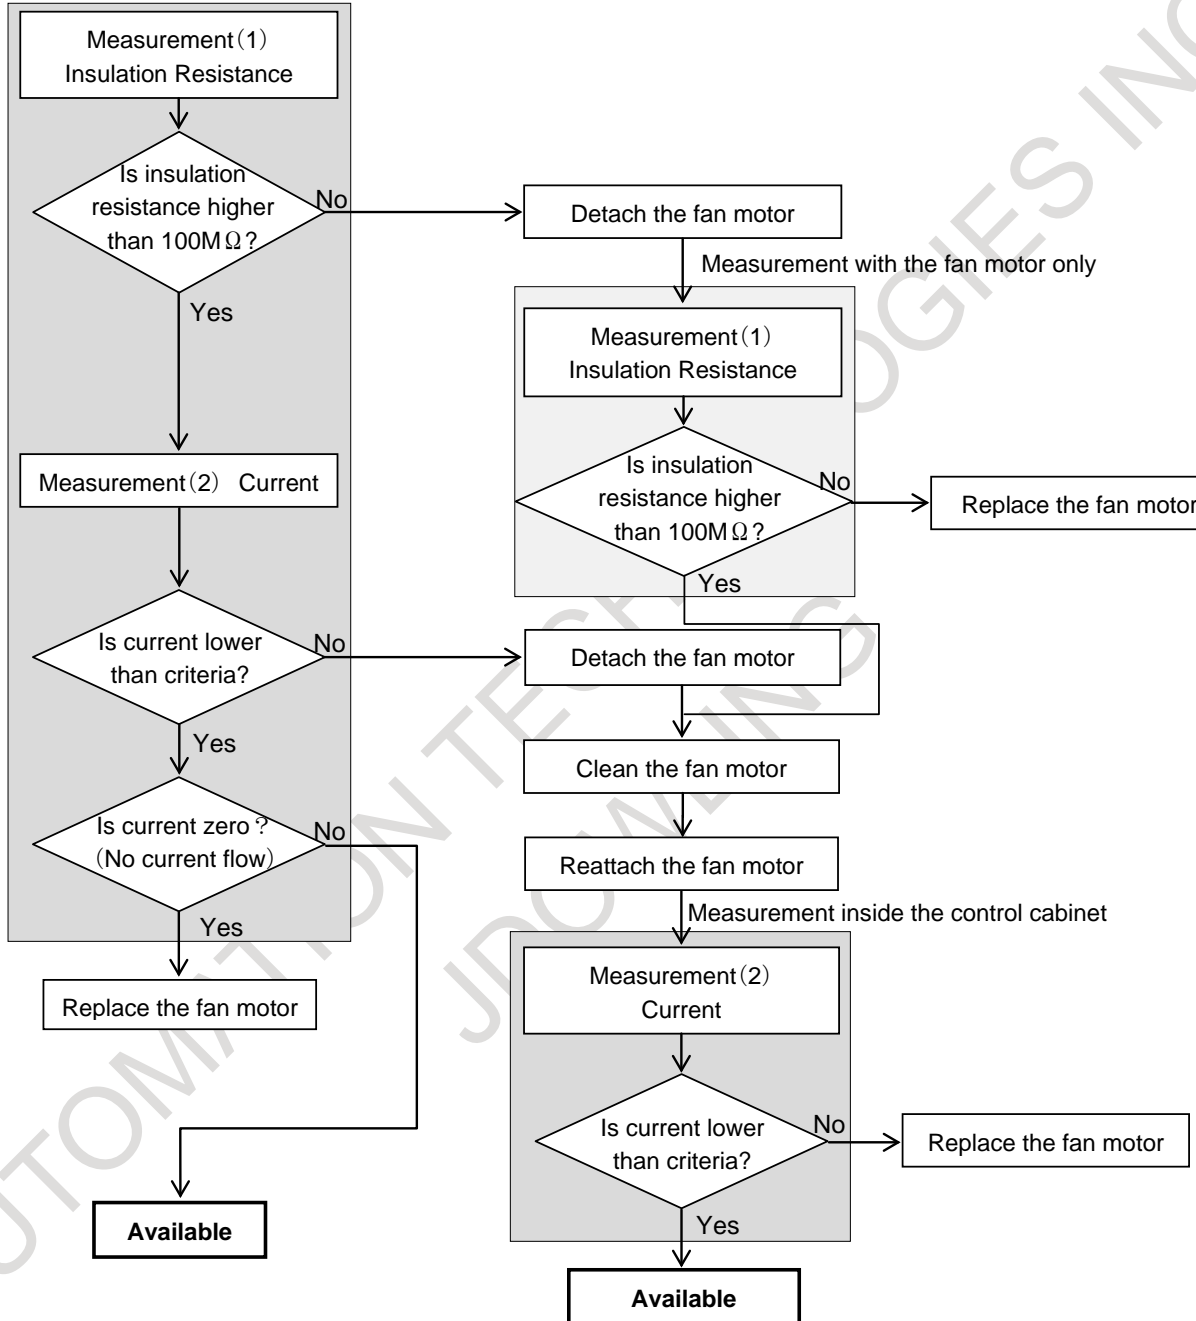 Measurement(1)
Insulation Resistance
Is insulation
resistance higher
than 100MΩ?
No
Yes
Measurement(2) Current
Is current lower
than criteria?
No
Yes
Is current zero?
(No current flow)
No
Yes
Replace the fan motor
Available
Detach the fan motor
Measurement with the fan motor only
Measurement(1)
Insulation Resistance
Is insulation
resistance higher
than 100MΩ?
No
Replace the fan motor
Yes
Detach the fan motor
Clean the fan motor
Reattach the fan motor
Measurement inside the control cabinet
Measurement(2)
Current
Is current lower
than criteria?
No
Replace the fan motor
Yes
Available
JDOWLING